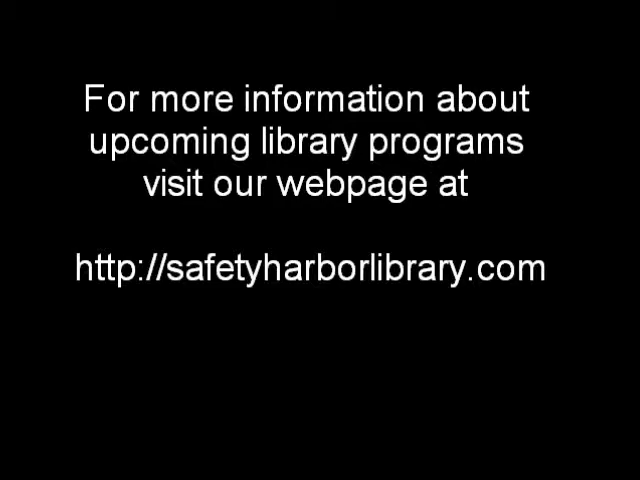 For more information about
upcoming library programs
visit our webpage at
http://safetyharborlibrary.com